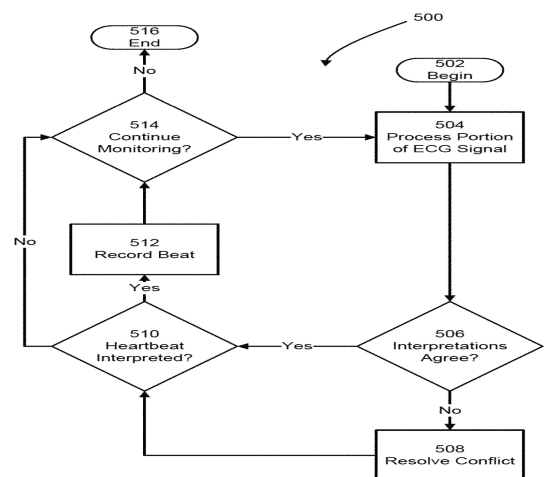 500
516
End
No
502
Begin
514
Continue
Monitoring?
Yes
504
Process Portion
of ECG Signal
No
512
Record Beat
Yes
510
Heartbeat
Interpreted?
Yes
506
Interpretations
Agree?
No
508
Resolve Conflict